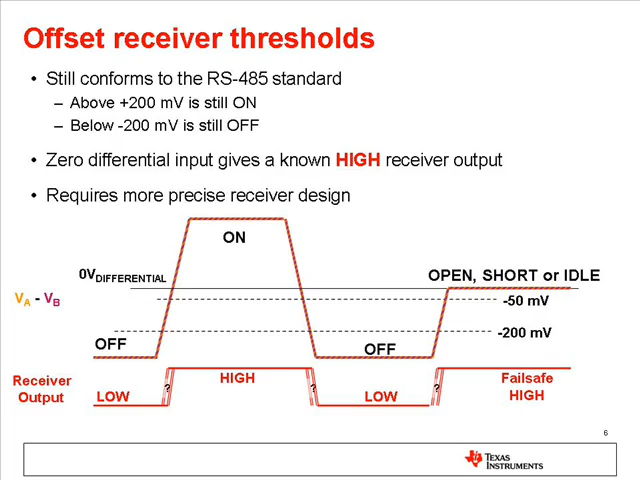 Offset receiver thresholds
• Still conforms to the RS-485 standard
– Above +200 mV is still ON
– Below -200 mV is still OFF
• Zero differential input gives a known HIGH receiver output
• Requires more precise receiver design
ON
0VDIFFERENTIAL
OPEN, SHORT or IDLE
VA - VB
-50 mV
-200 mV
OFF
OFF
Receiver
Output
LOW
?
HIGH
?
LOW
?
Failsafe
HIGH
6
TEXAS
INSTRUMENTS